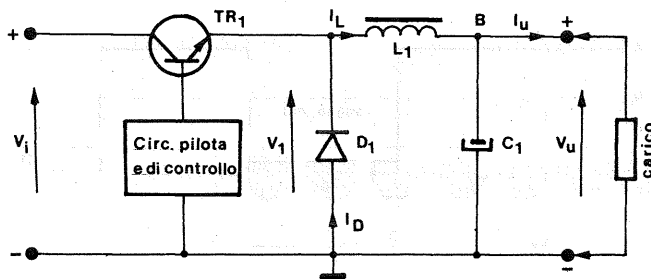 TR1
IL
B
Iu
+
+
L1
Vi
Circ. pilota
e di controllo
V1
D1
C1
Vu
carico
ID
−
−